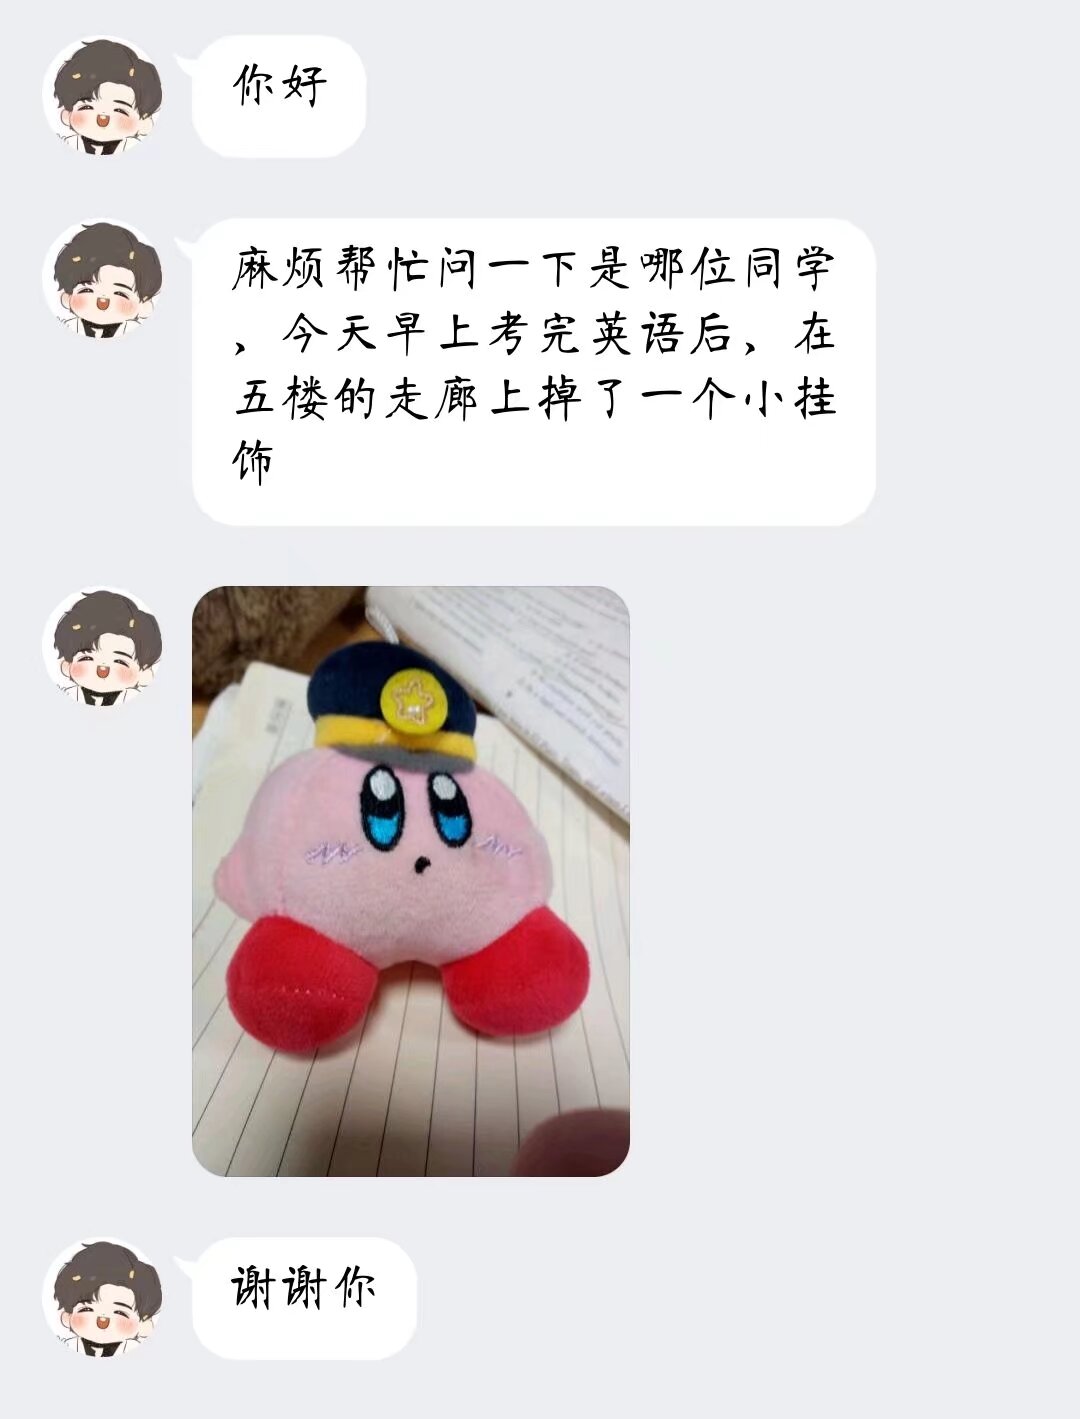 你好
麻烦帮忙问一下是哪位同学
，今天早上考完英语后，在
五楼的走廊上掉了一个小挂
饰
谢谢你